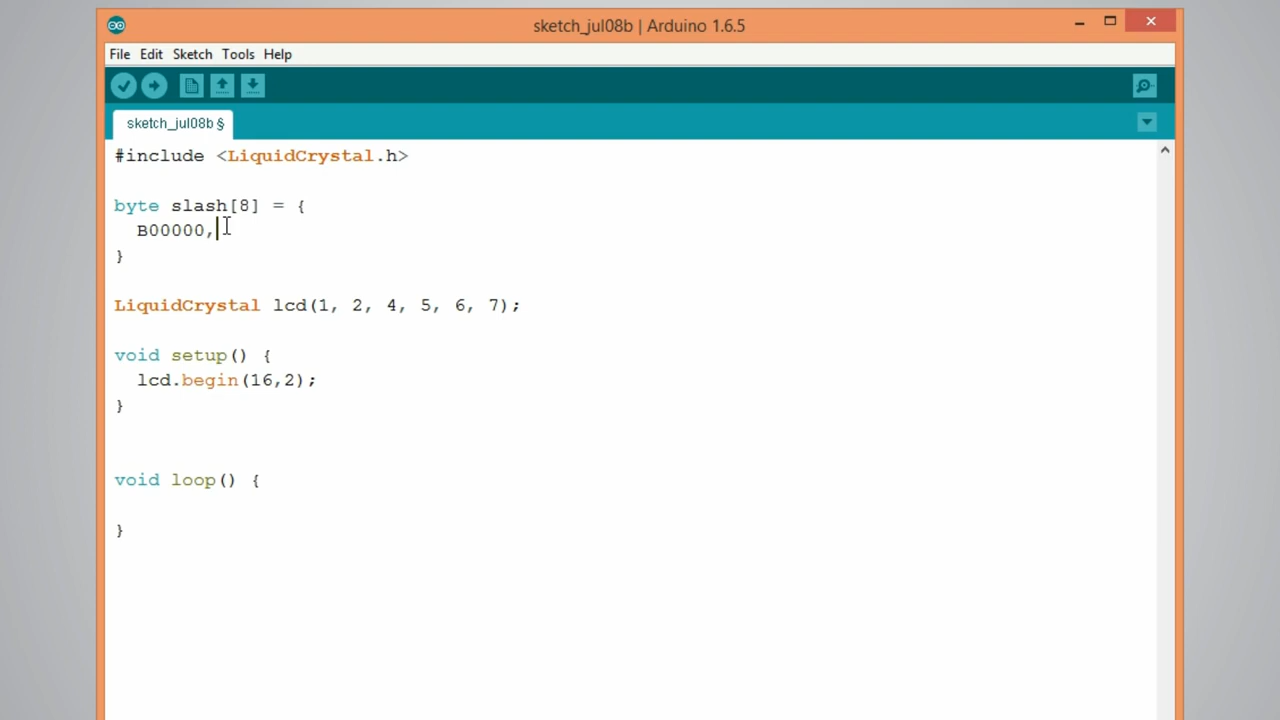 sketch_jul08b | Arduino 1.6.5
File Edit Sketch Tools Help
sketch_jul08b §
#include <LiquidCrystal.h>
byte slash[8] = {
  B00000,
}
LiquidCrystal lcd(1, 2, 4, 5, 6, 7);
void setup() {
  lcd.begin(16,2);
}
void loop() {
}